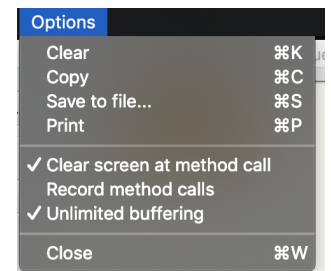 Options
Clear ⌘K
Copy ⌘C
Save to file... ⌘S
Print ⌘P
✓ Clear screen at method call
Record method calls
✓ Unlimited buffering
Close ⌘W